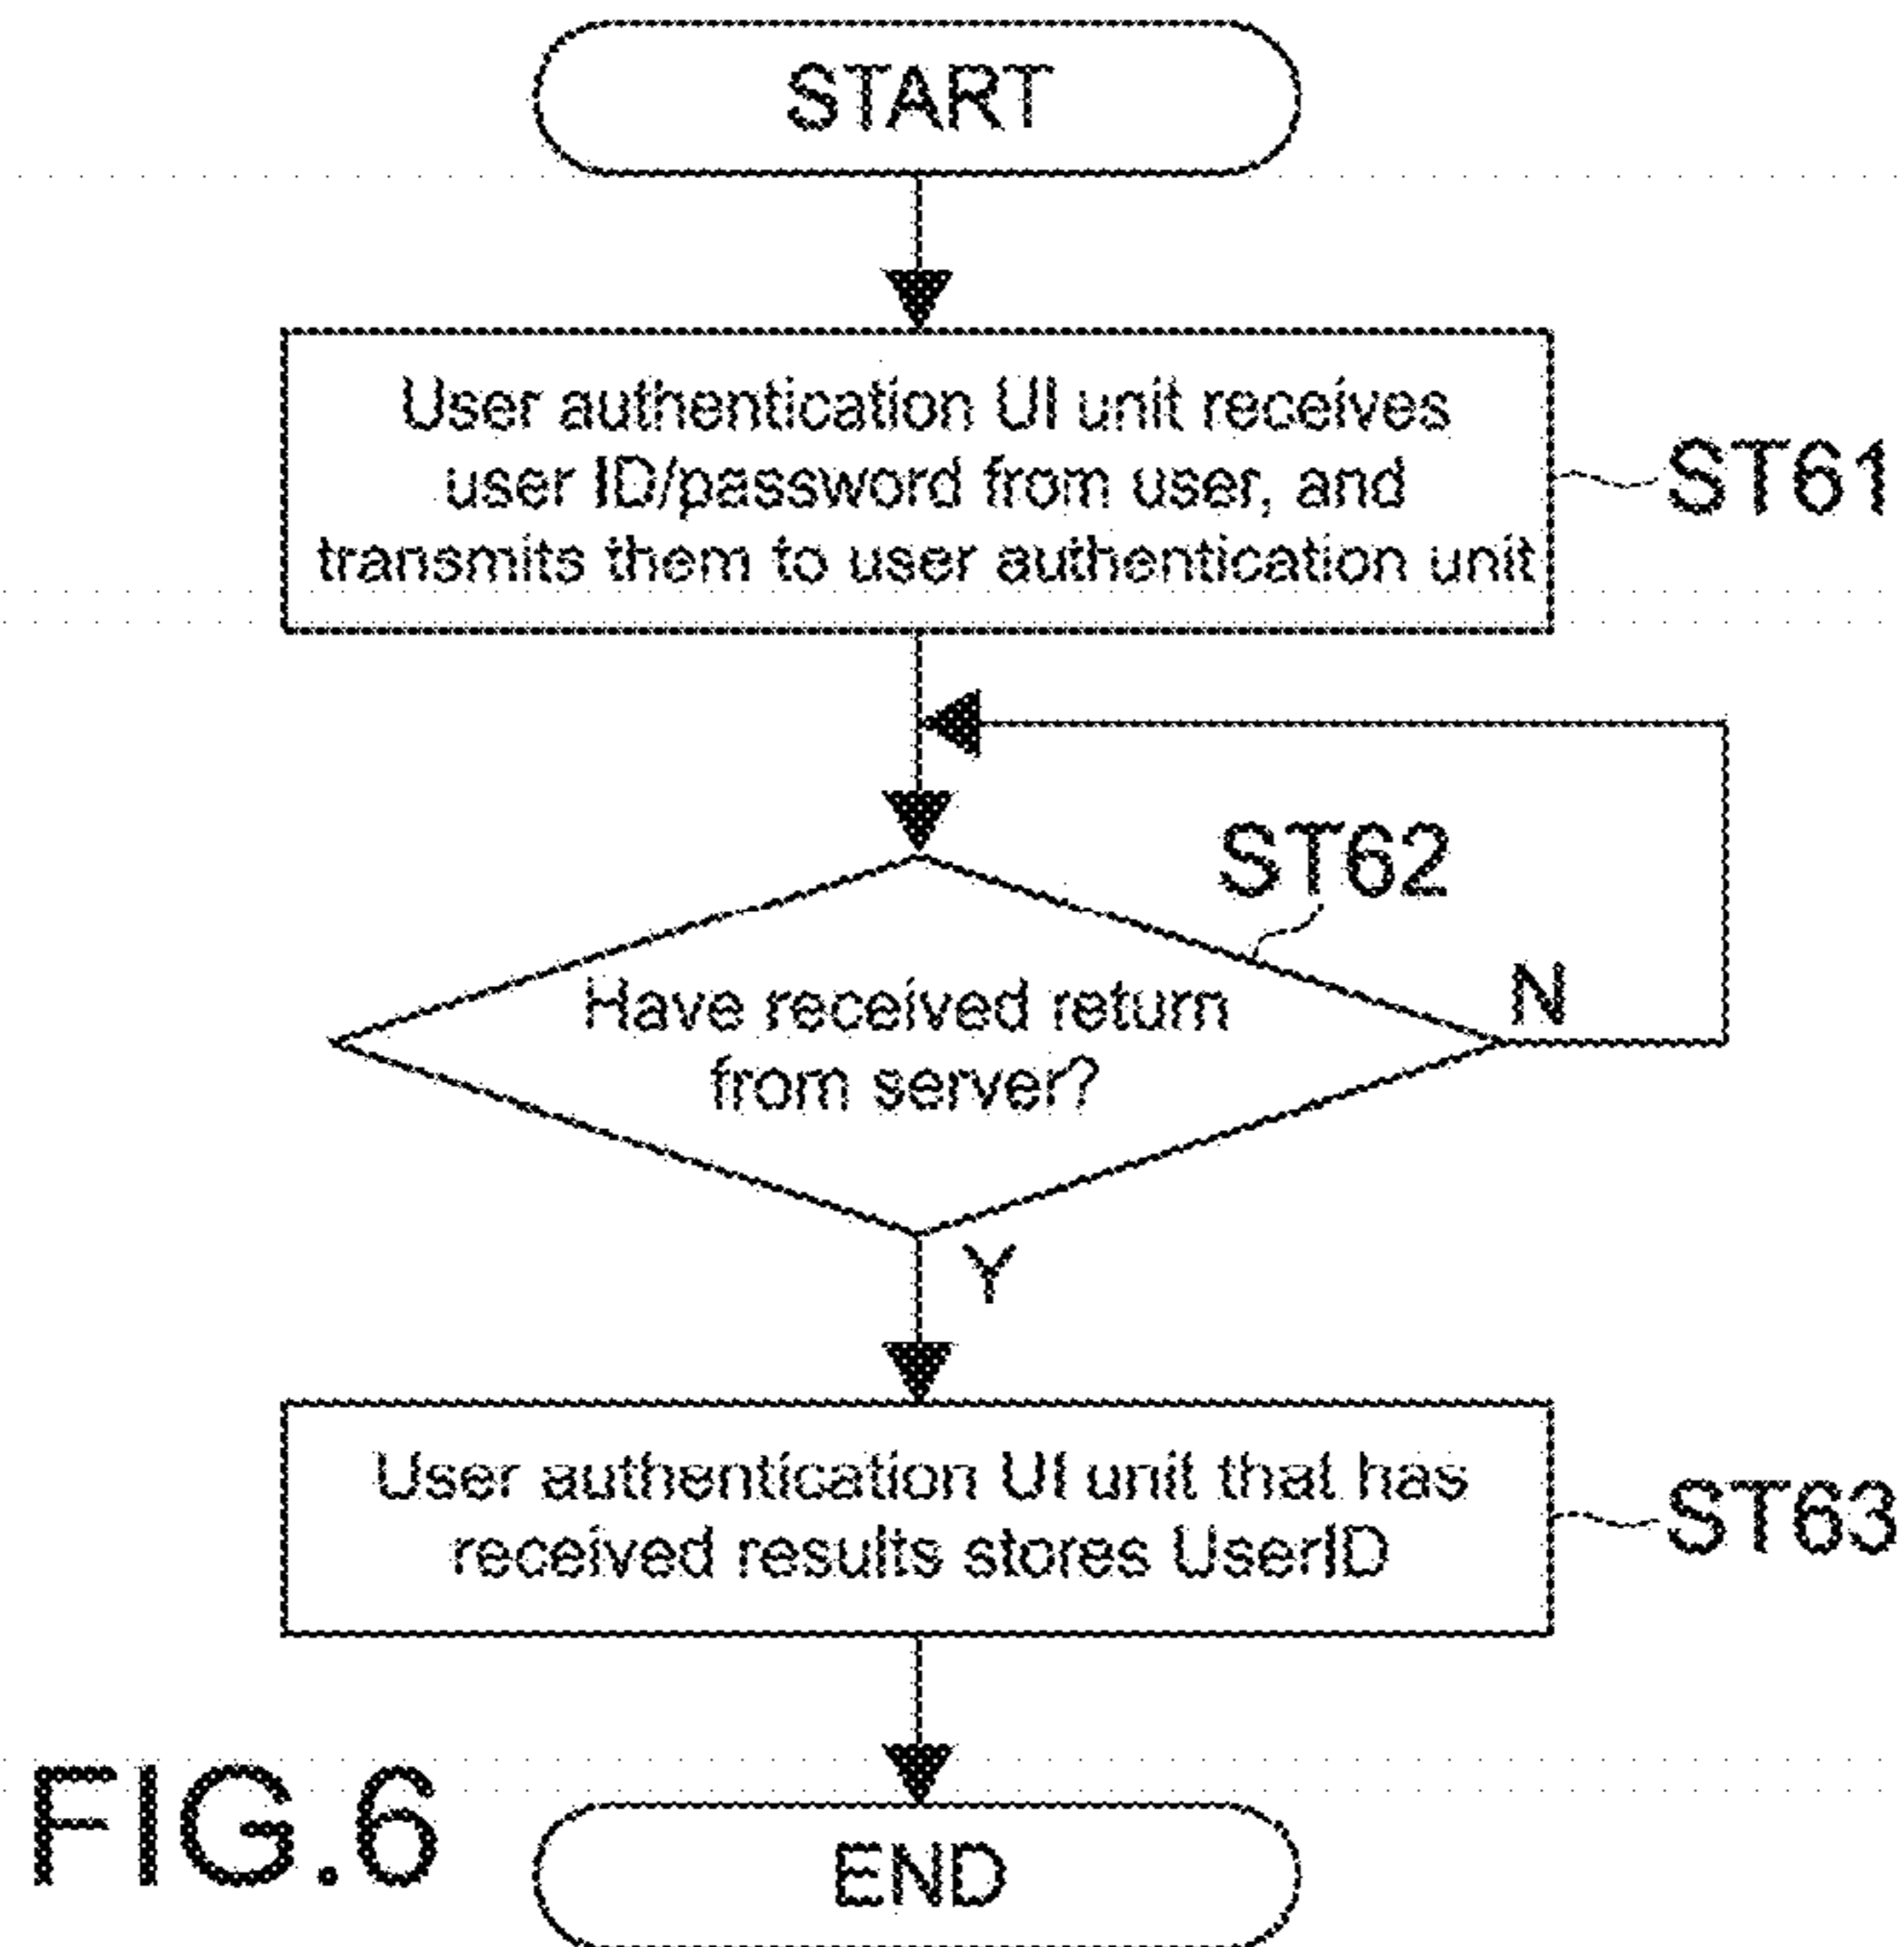 START
User authentication UI unit receives
user ID/password from user, and
transmits them to user authentication unit
ST61
ST62
Have received return
from server?
N
Y
User authentication UI unit that has
received results stores UserID
ST63
FIG.6
END